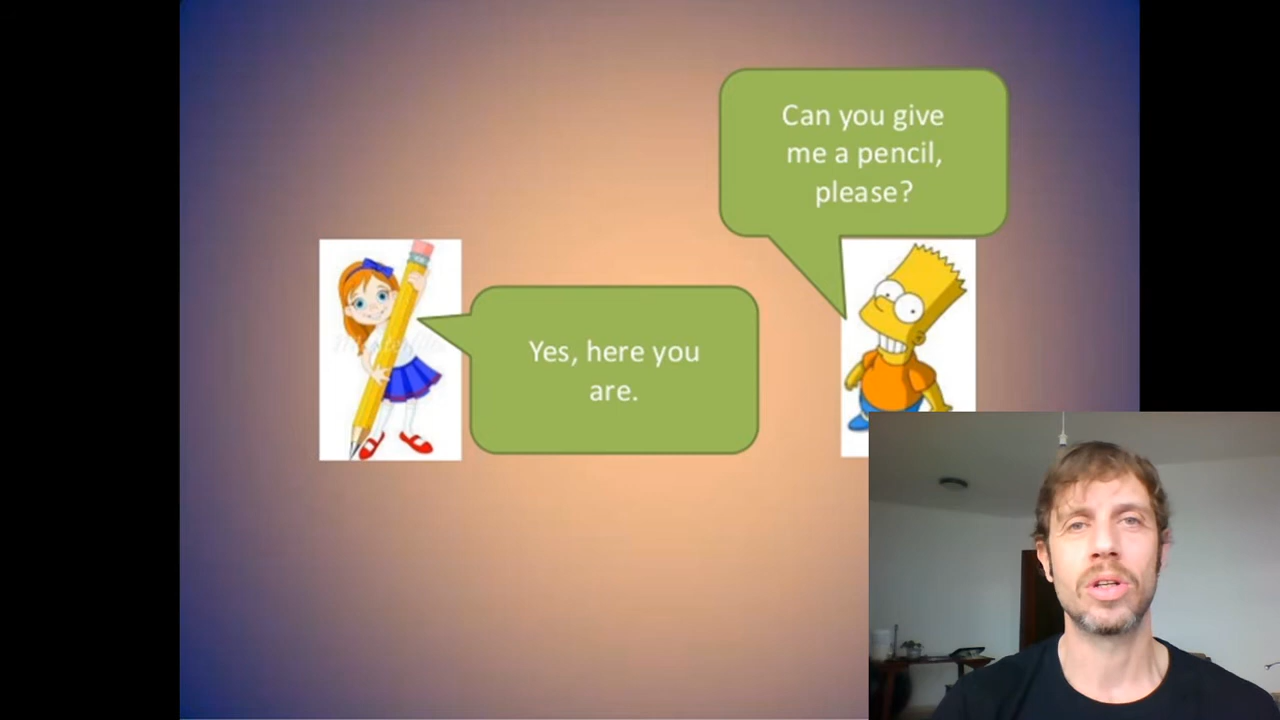 Can you give
me a pencil,
please?
Yes, here you
are.